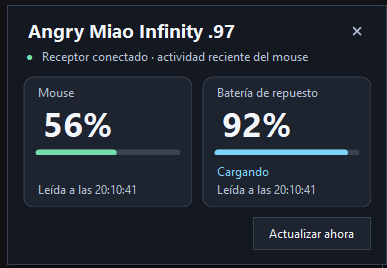 Angry Miao Infinity .97
Receptor conectado · actividad reciente del mouse
Mouse
56%
Leída a las 20:10:41
Batería de repuesto
92%
Cargando
Leída a las 20:10:41
Actualizar ahora